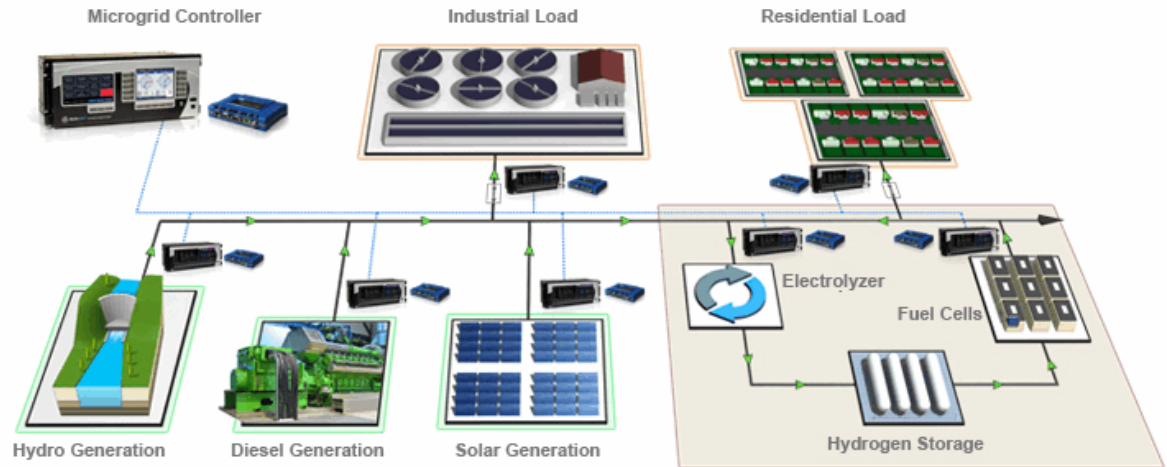 Microgrid Controller
Industrial Load
Residential Load
Electrolyzer
Fuel Cells
Hydrogen Storage
Hydro Generation
Diesel Generation
Solar Generation